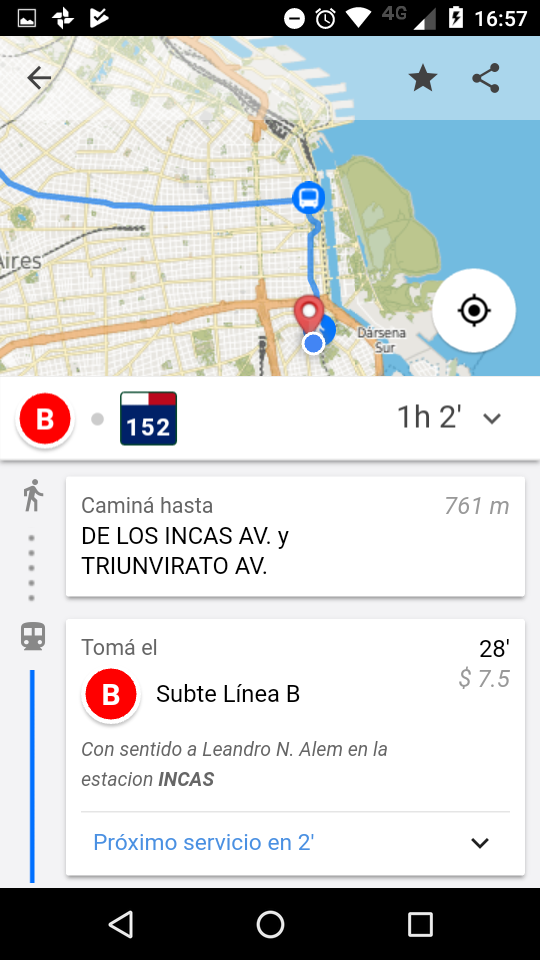 4G
16:57
Aires
Dársena
Sur
B
152
1h 2'
Caminá hasta
761 m
DE LOS INCAS AV. y
TRIUNVIRATO AV.
Tomá el
28'
$ 7.5
B
Subte Línea B
Con sentido a Leandro N. Alem en la
estacion INCAS
Próximo servicio en 2'